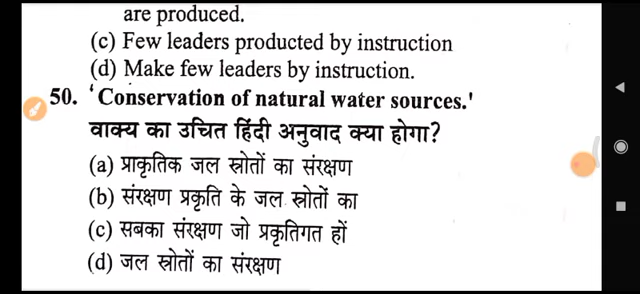 are produced.
(c) Few leaders producted by instruction
(d) Make few leaders by instruction.
50. 'Conservation of natural water sources.'
वाक्य का उचित हिंदी अनुवाद क्या होगा?
(a) प्राकृतिक जल स्रोतों का संरक्षण
(b) संरक्षण प्रकृति के जल स्रोतों का
(c) सबका संरक्षण जो प्रकृतिगत हों
(d) जल स्रोतों का संरक्षण